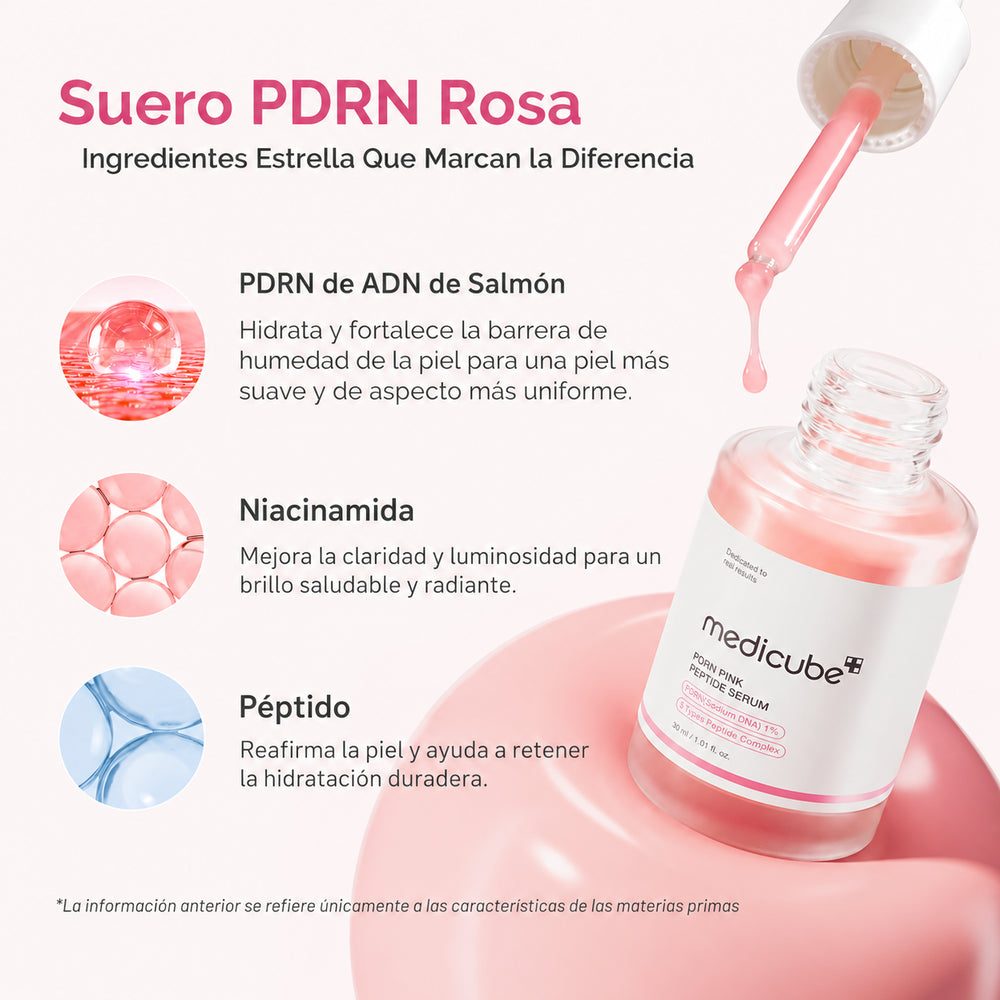 Suero PDRN Rosa
Ingredientes Estrella Que Marcan la Diferencia
PDRN de ADN de Salmón
Hidrata y fortalece la barrera de
humedad de la piel para una piel más
suave y de aspecto más uniforme.
Niacinamida
Mejora la claridad y luminosidad para un
brillo saludable y radiante.
Péptido
Reafirma la piel y ayuda a retener
la hidratación duradera.
*La información anterior se refiere únicamente a las características de las materias primas
Dedicated to
real results
medicube
PDRN PINK
PEPTIDE SERUM
PDRN(Sodium DNA) 1%
5 Types Peptide Complex
30 ml / 1.01 fl. oz.